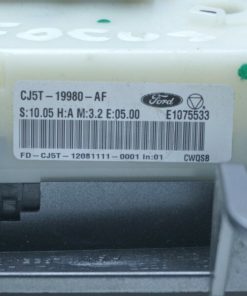 FOCUS
CJ5T-19980-AF
Ford
S:10.05 H:A M:3.2 E:05.00 E1075533
FD-CJ5T-12081111-0001 In:01 CWQSB